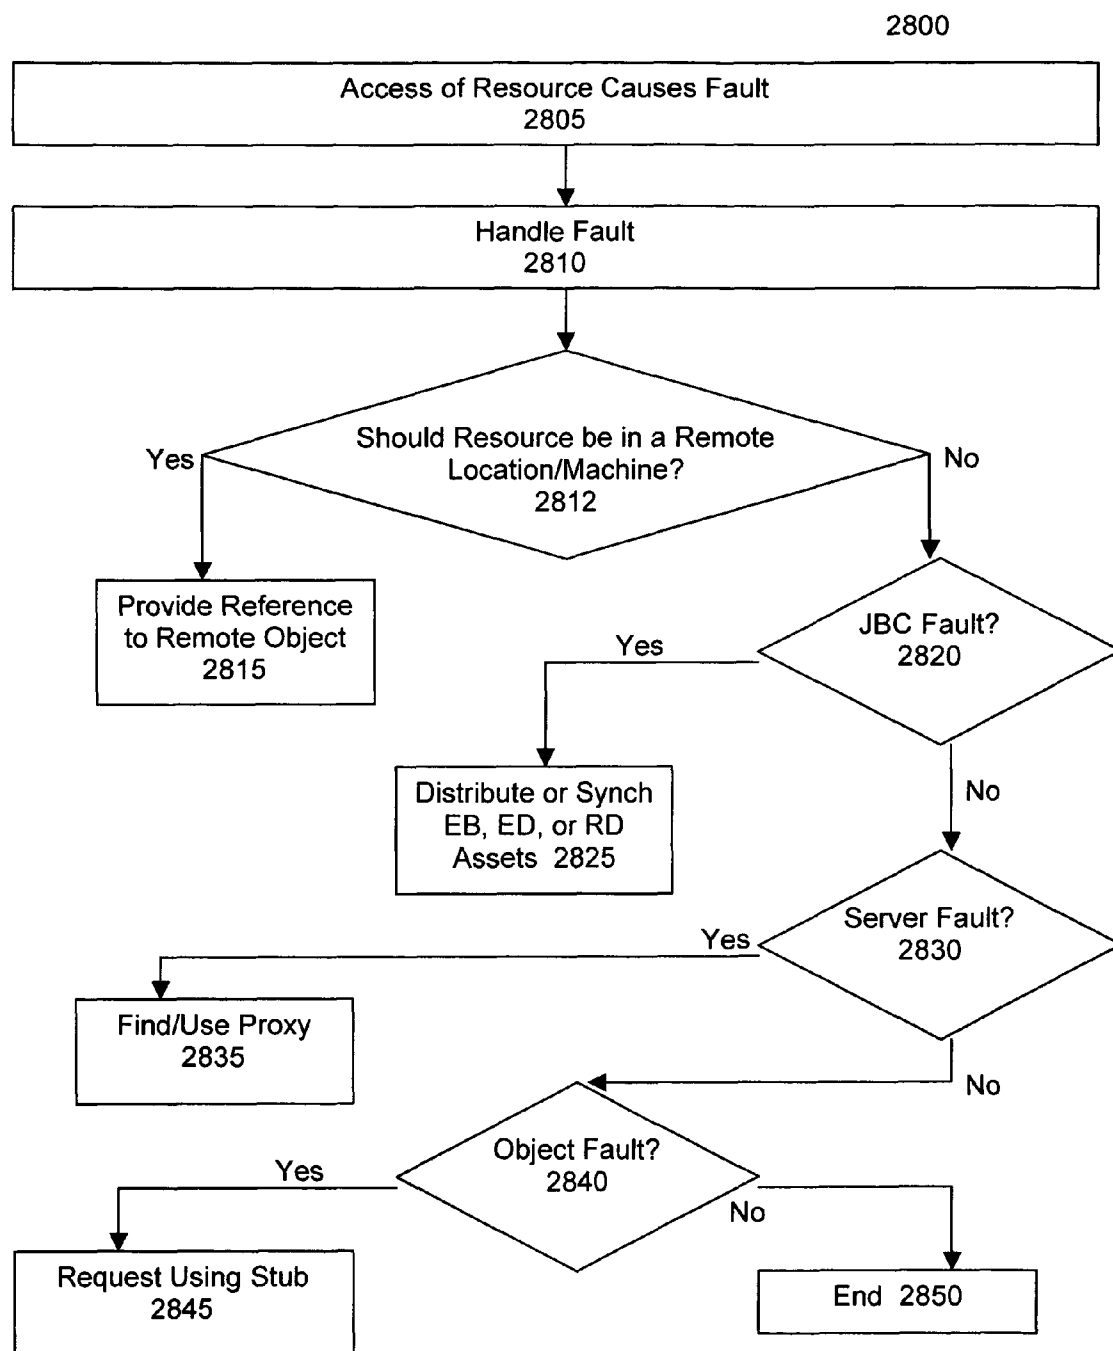 2800
Access of Resource Causes Fault
2805
Handle Fault
2810
Should Resource be in a Remote
Location/Machine?
2812
Yes
No
Provide Reference
to Remote Object
2815
JBC Fault?
2820
Yes
No
Distribute or Synch
EB, ED, or RD
Assets 2825
Server Fault?
2830
Yes
No
Find/Use Proxy
2835
Object Fault?
2840
Yes
No
Request Using Stub
2845
End 2850